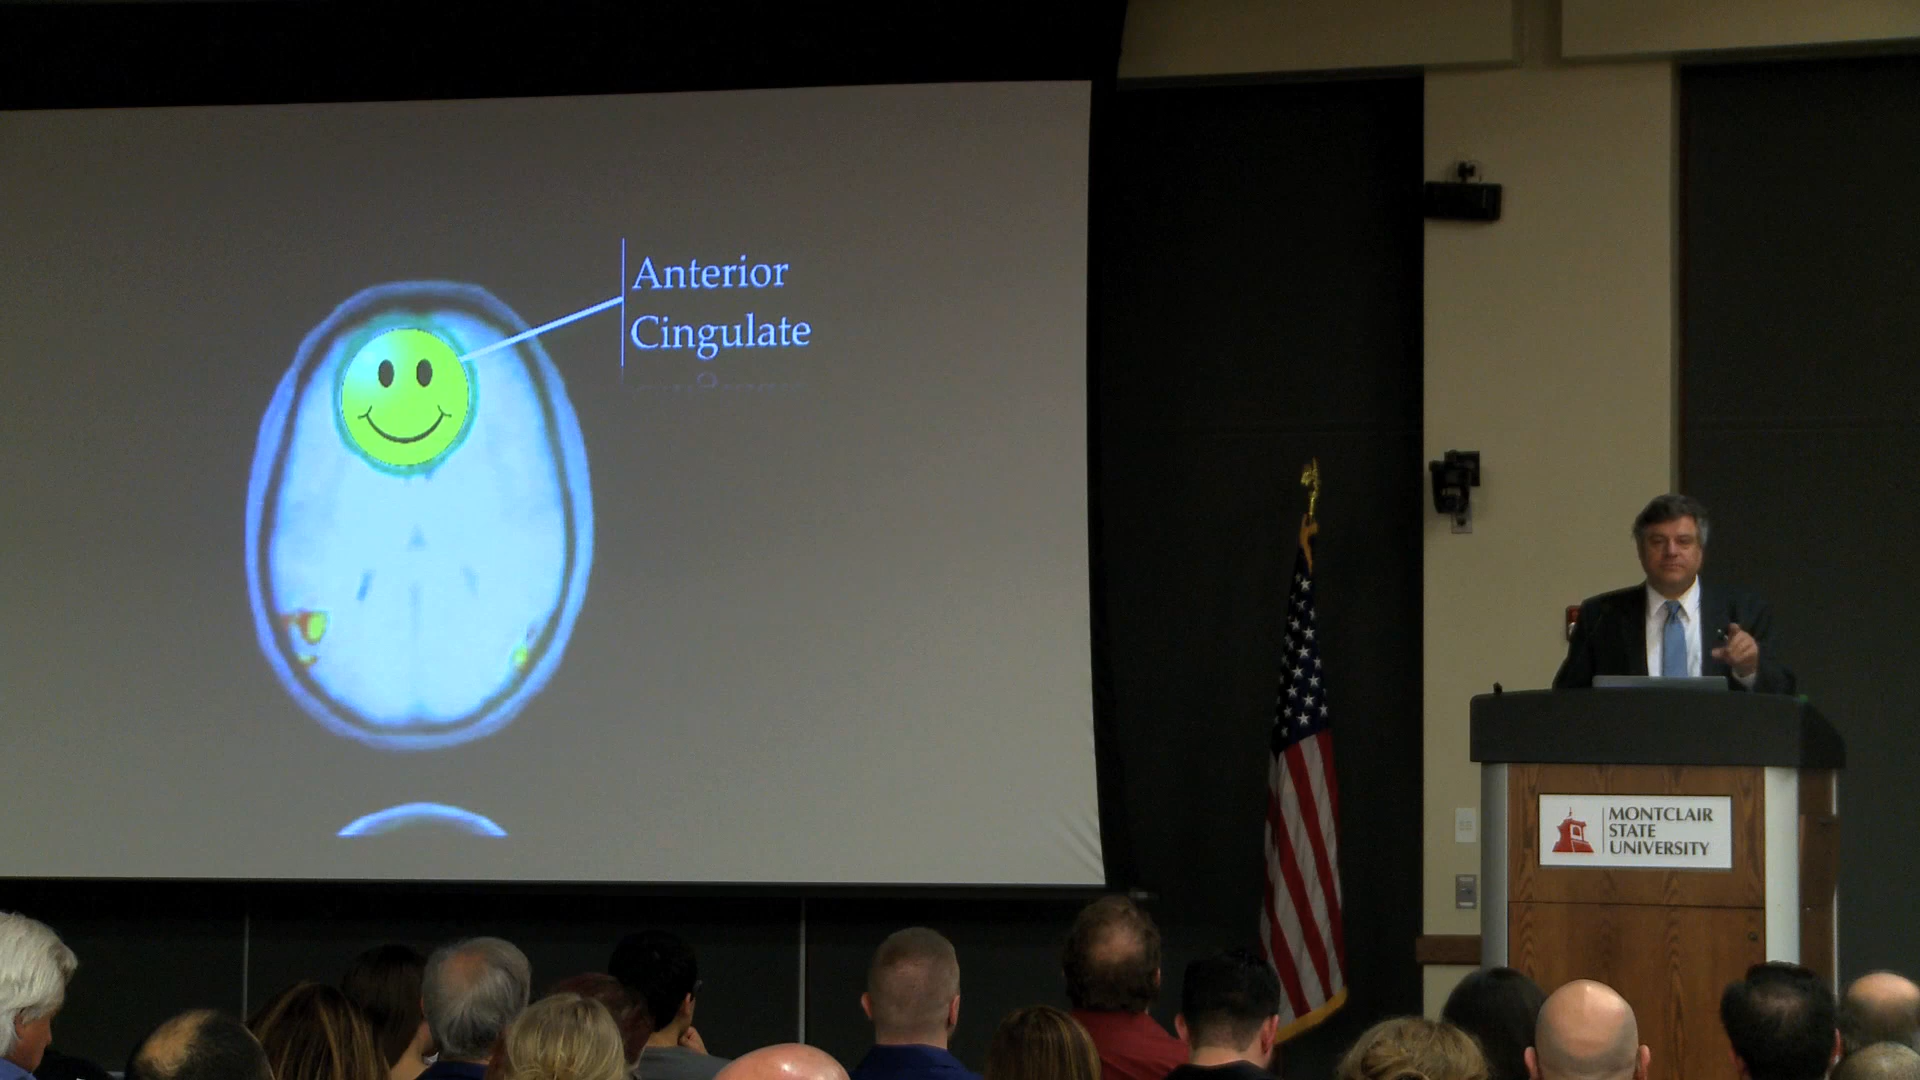 Anterior
Cingulate
MONTCLAIR
STATE
UNIVERSITY